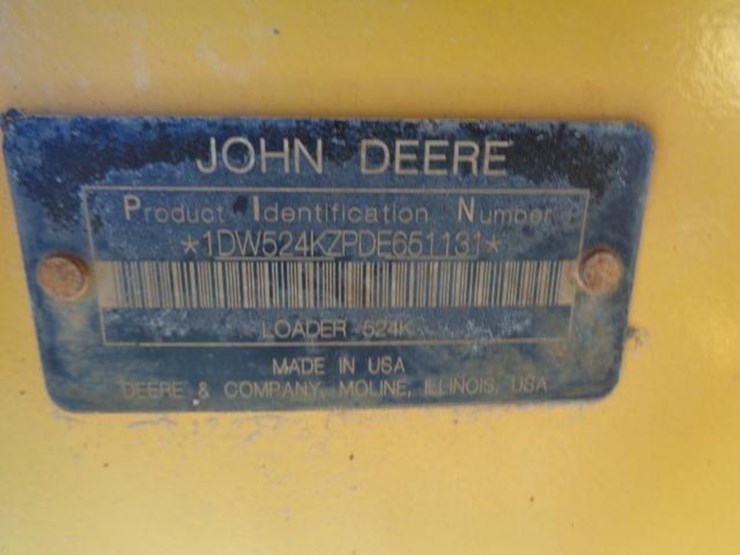 JOHN DEERE
Product Identification Number
*1DW524KZPDE651131*
LOADER 524K
MADE IN USA
DEERE & COMPANY MOLINE, ILLINOIS, USA